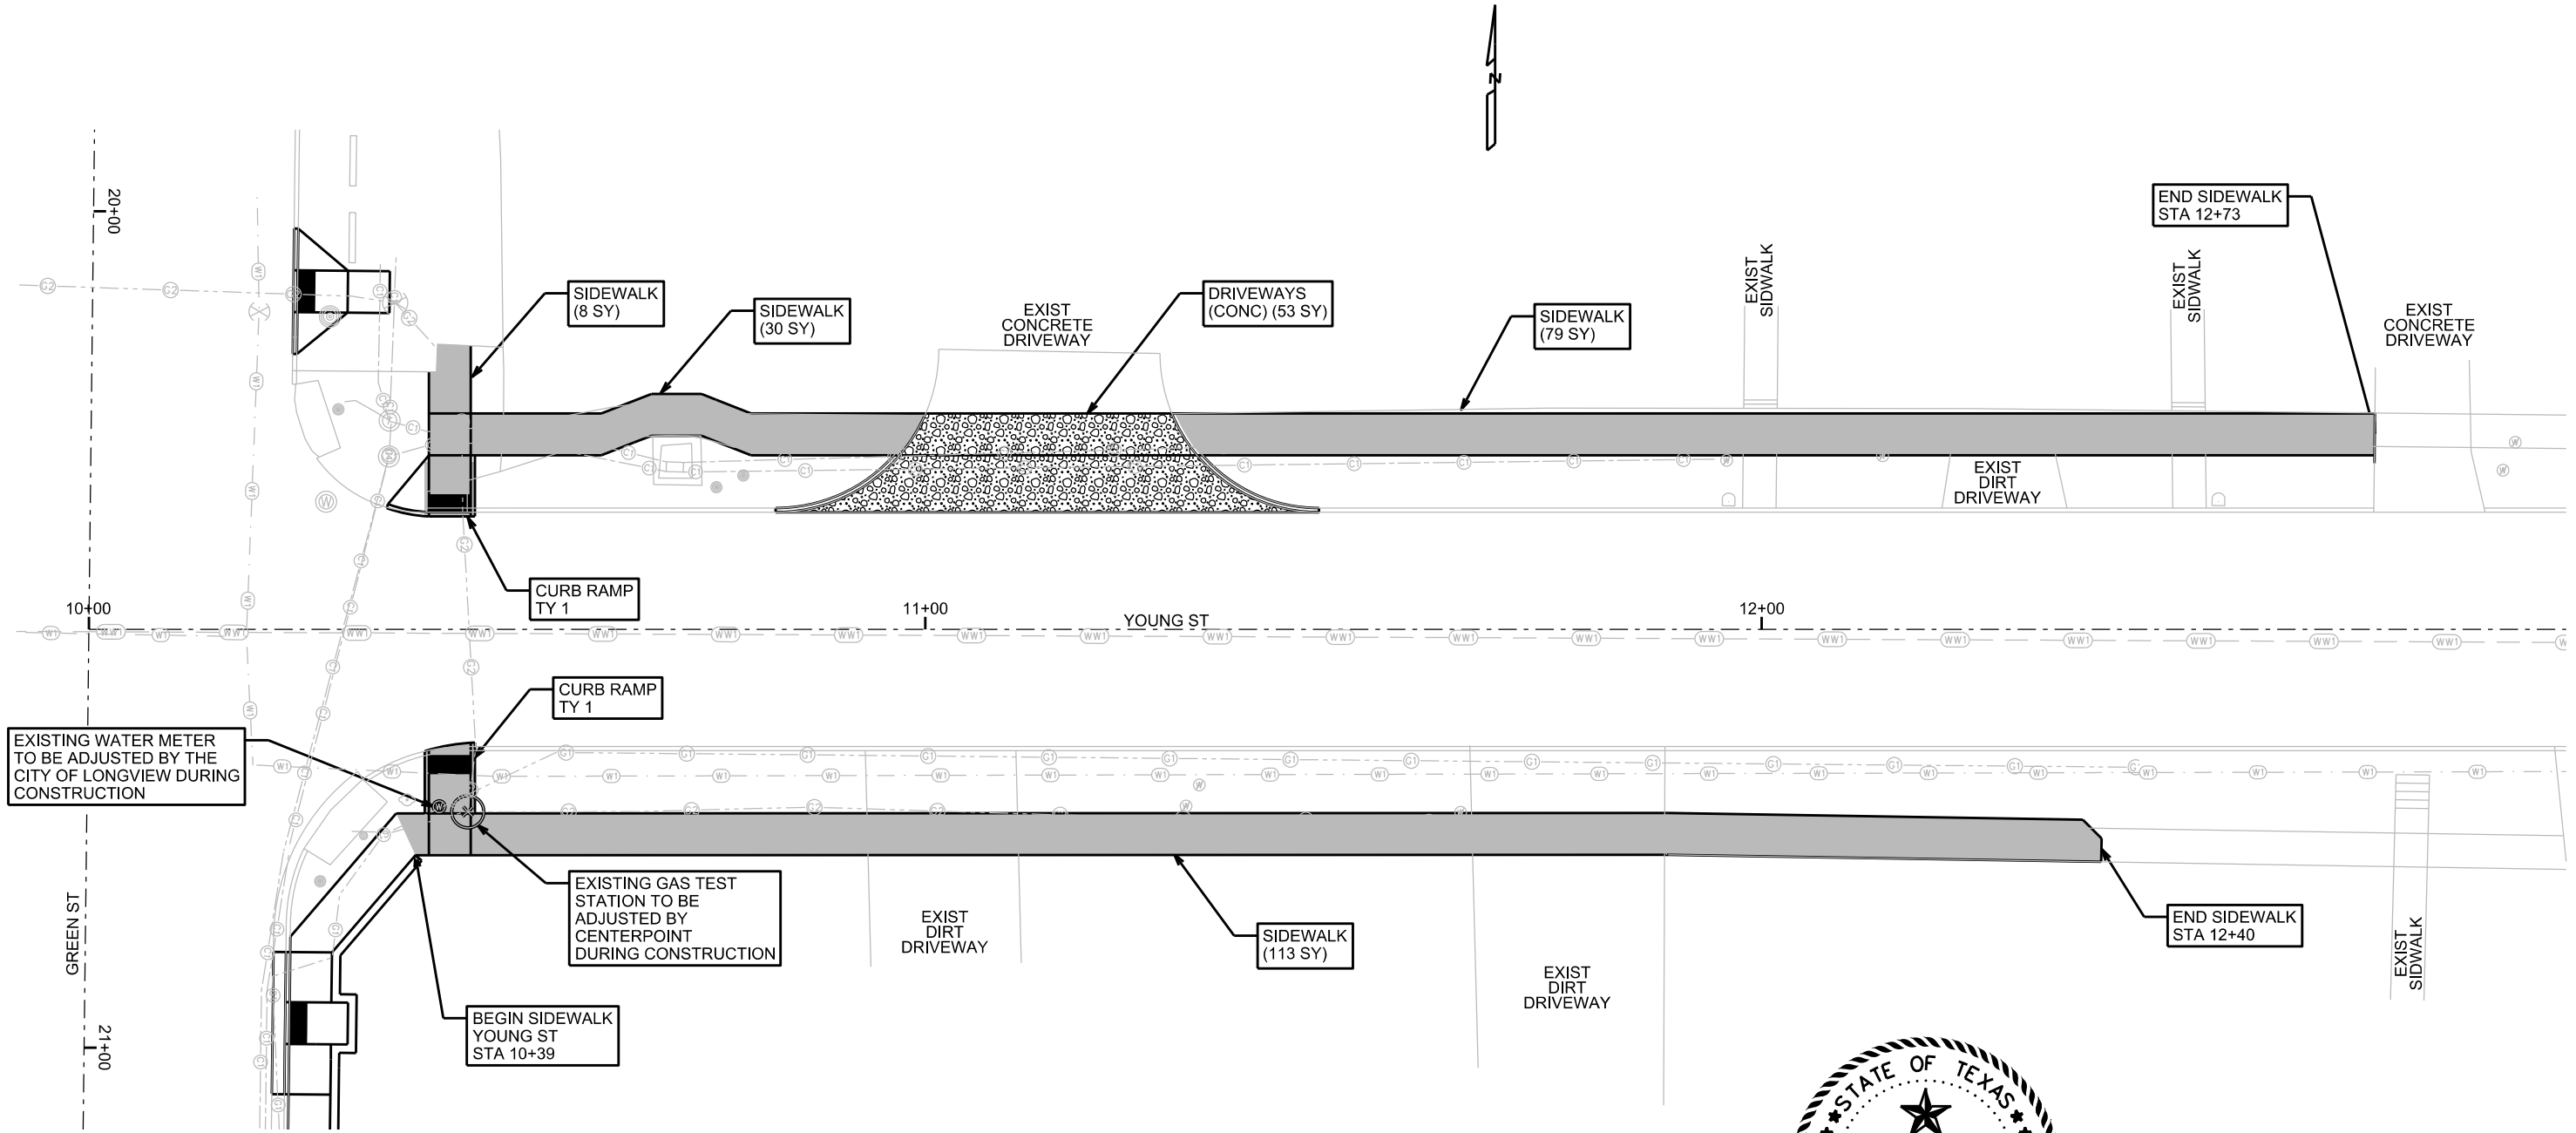 N
20+00
END SIDEWALK
STA 12+73
SIDEWALK
(8 SY)
SIDEWALK
(30 SY)
EXIST
CONCRETE
DRIVEWAY
DRIVEWAYS
(CONC) (53 SY)
SIDEWALK
(79 SY)
EXIST
SIDWALK
EXIST
SIDWALK
EXIST
CONCRETE
DRIVEWAY
EXIST
DIRT
DRIVEWAY
CURB RAMP
TY 1
10+00
11+00
YOUNG ST
12+00
CURB RAMP
TY 1
EXISTING WATER METER
TO BE ADJUSTED BY THE
CITY OF LONGVIEW DURING
CONSTRUCTION
EXISTING GAS TEST
STATION TO BE
ADJUSTED BY
CENTERPOINT
DURING CONSTRUCTION
GREEN ST
EXIST
DIRT
DRIVEWAY
SIDEWALK
(113 SY)
EXIST
DIRT
DRIVEWAY
END SIDEWALK
STA 12+40
EXIST
SIDWALK
BEGIN SIDEWALK
YOUNG ST
STA 10+39
21+00
STATE OF TEXAS